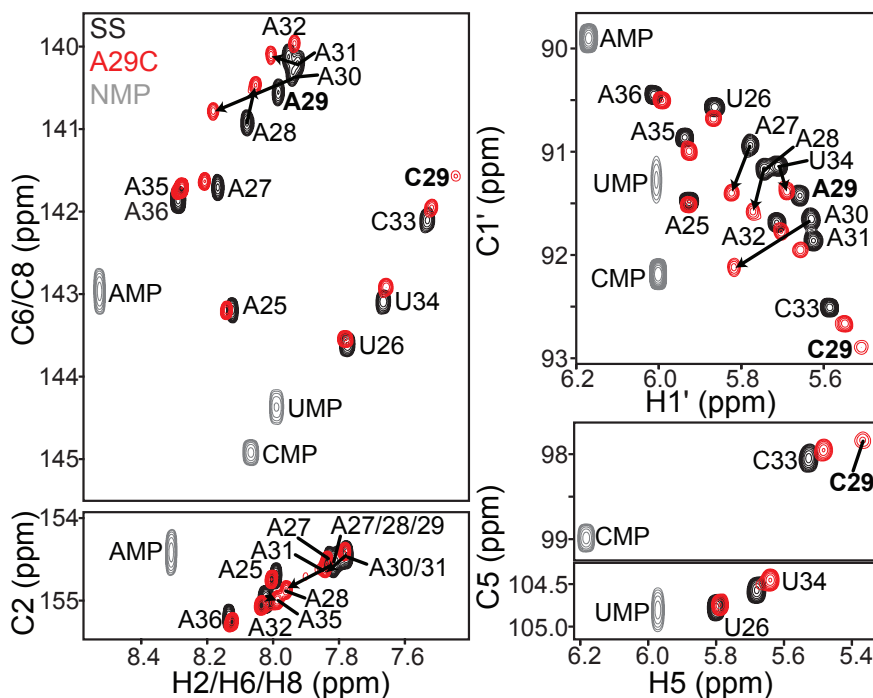 SS
A29C
NMP
A32
A31
A30
A29
A28
A35
A36
A27
C29
C33
AMP
A25
U34
U26
UMP
CMP
140
141
142
143
144
145
C6/C8 (ppm)
AMP
A27
A27/28/29
A31
A25
A30/31
A28
A35
A36
A32
154
155
C2 (ppm)
8.4 8.2 8.0 7.8 7.6
H2/H6/H8 (ppm)
AMP
A36
U26
A35
A27
A28
U34
UMP
A29
A25
A30
A32
A31
CMP
C33
C29
90
91
92
93
C1' (ppm)
6.2 6.0 5.8 5.6
H1' (ppm)
C33
C29
CMP
98
99
UMP
U34
U26
104.5
105.0
C5 (ppm)
6.2 6.0 5.8 5.6 5.4
H5 (ppm)